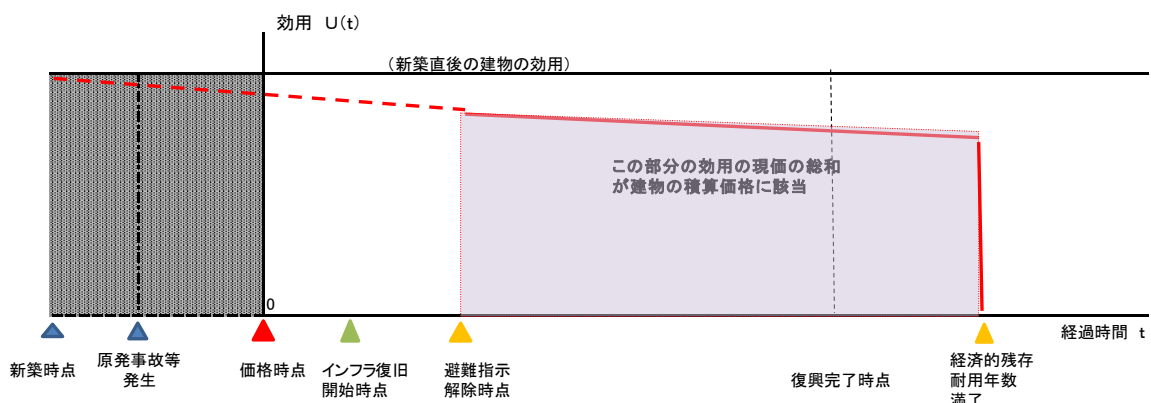 効用 U(t)
(新築直後の建物の効用)
この部分の効用の現価の総和
が建物の積算価格に該当
0
経過時間 t
新築時点
原発事故等
発生
価格時点
インフラ復旧
開始時点
避難指示
解除時点
復興完了時点
経済的残存
耐用年数
満了